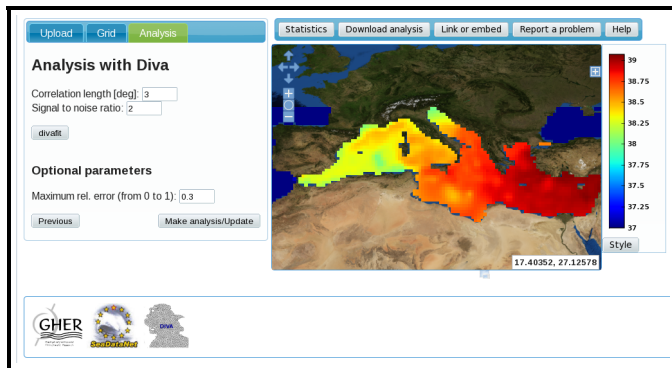 Upload Grid Analysis
Statistics Download analysis Link or embed Report a problem Help
Analysis with Diva
Correlation length [deg]: 3
Signal to noise ratio: 2
divafit
Optional parameters
Maximum rel. error (from 0 to 1): 0.3
Previous Make analysis/Update
39
38.75
38.5
38.25
38
37.75
37.5
37.25
37
Style
17.40352, 27.12578
GHER
SeaDataNet
DIVA